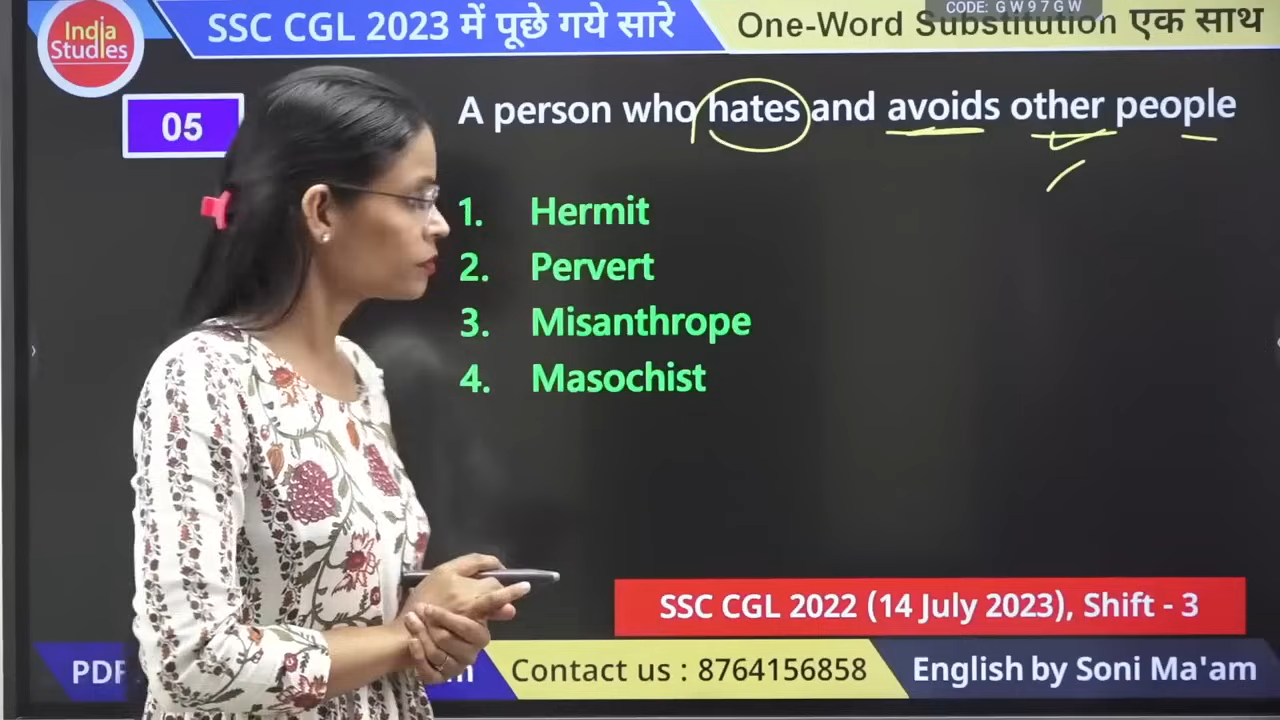 India
Studies
SSC CGL 2023 में पूछे गये सारे
One-Word Substitution एक साथ
CODE: GW97GW
05
A person who hates and avoids other people
1. Hermit
2. Pervert
3. Misanthrope
4. Masochist
SSC CGL 2022 (14 July 2023), Shift - 3
PDF
Contact us : 8764156858
English by Soni Ma'am